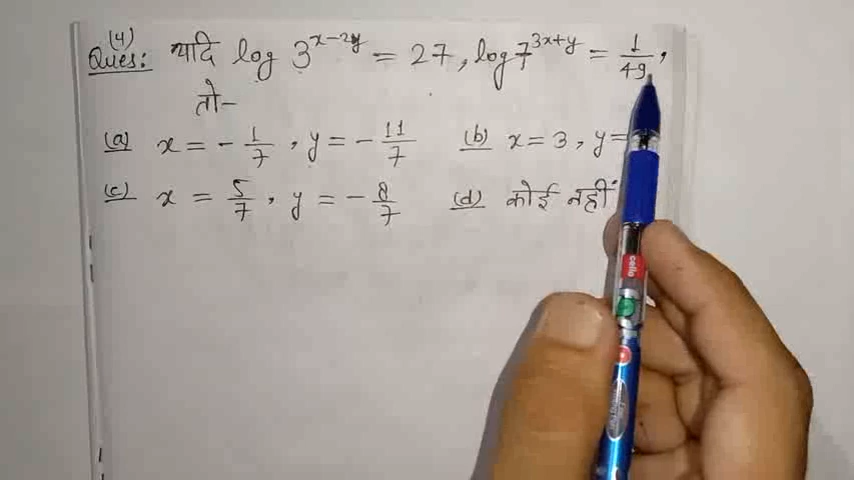 (4)
Ques: यदि log 3^{x-2y} = 27, log 7^{3x+y} = 1/49,
तो-
(a) x = -1/7, y = -11/7 (b) x = 3, y =
(c) x = 5/7, y = -8/7 (d) कोई नहीं
cello